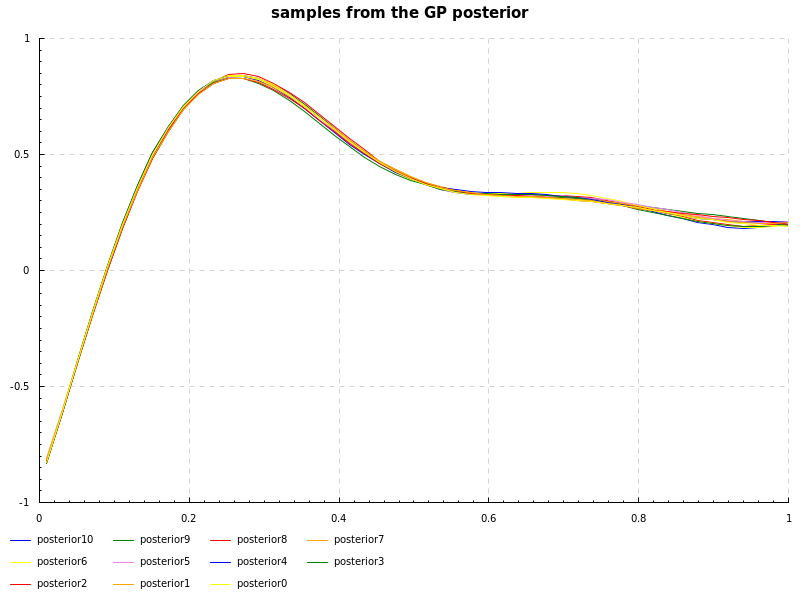 samples from the GP posterior
1
0.5
0
-0.5
-1
0 0.2 0.4 0.6 0.8 1
posterior10 posterior9 posterior8 posterior7
posterior6 posterior5 posterior4 posterior3
posterior2 posterior1 posterior0